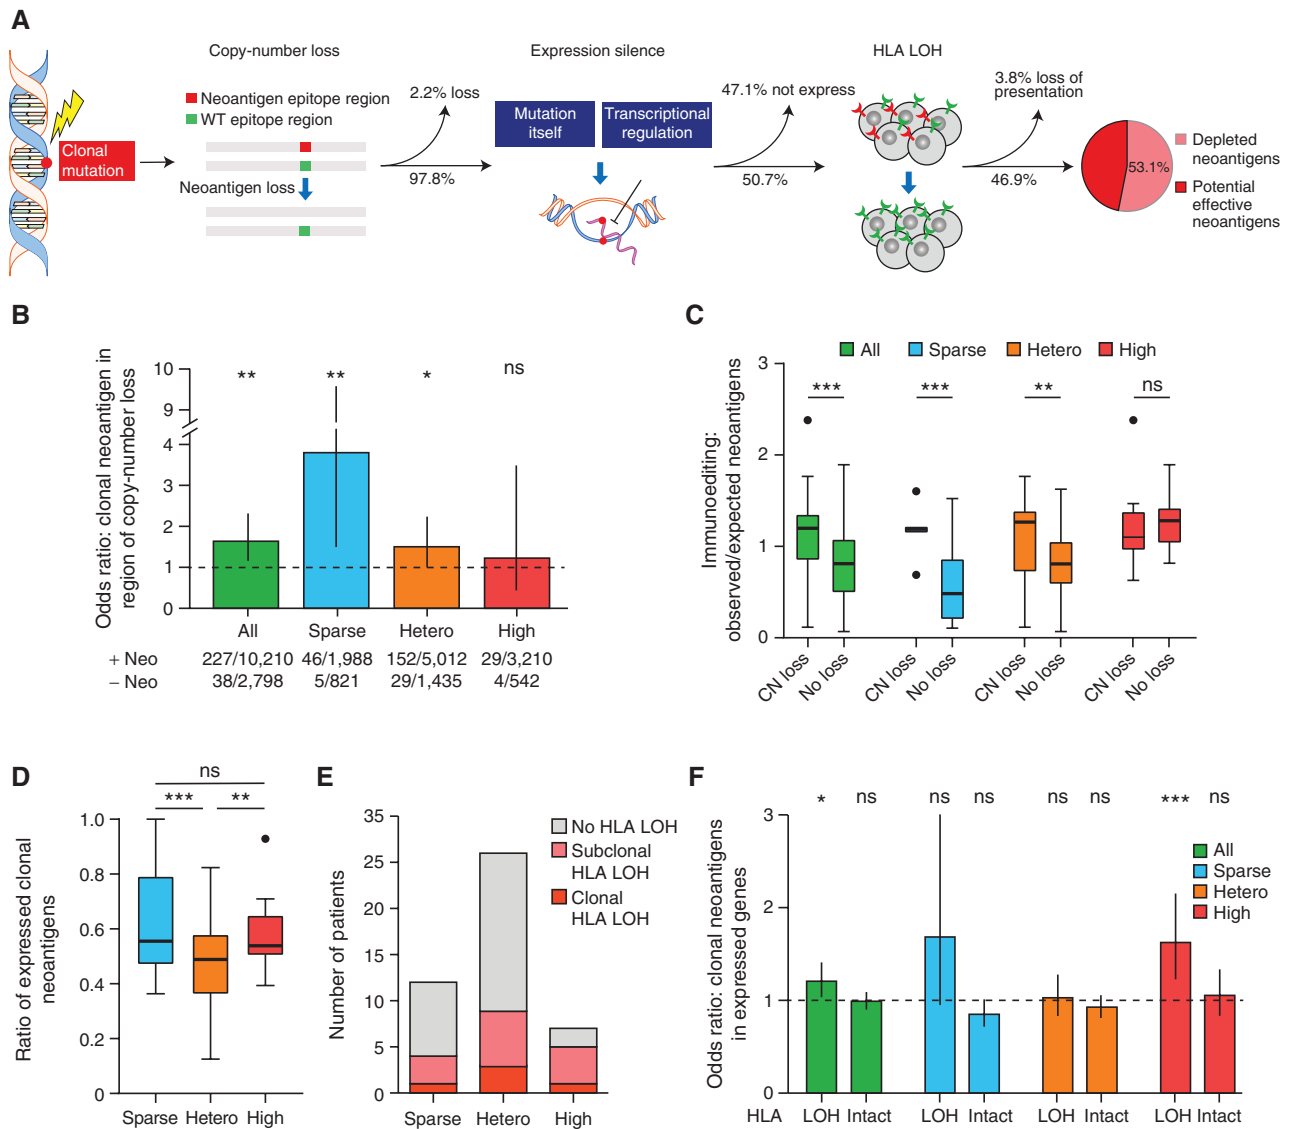 A
Copy-number loss
Expression silence
HLA LOH
Neoantigen epitope region
WT epitope region
2.2% loss
47.1% not express
3.8% loss of
presentation
Clonal
mutation
Mutation
itself
Transcriptional
regulation
Neoantigen loss
97.8%
50.7%
46.9%
53.1%
Depleted
neoantigens
Potential
effective
neoantigens
B
Odds ratio: clonal neoantigen in
region of copy-number loss
10
9
4
3
2
1
0
**
**
*
ns
All
Sparse
Hetero
High
+ Neo
227/10,210
46/1,988
152/5,012
29/3,210
− Neo
38/2,798
5/821
29/1,435
4/542
C
All
Sparse
Hetero
High
Immunoediting:
observed/expected neoantigens
3
2
1
0
***
***
**
ns
CN loss
No loss
CN loss
No loss
CN loss
No loss
CN loss
No loss
D
Ratio of expressed clonal
neoantigens
ns
***
**
1.0
0.8
0.6
0.4
0.2
0
Sparse
Hetero
High
E
Number of patients
35
25
20
15
10
5
0
No HLA LOH
Subclonal
HLA LOH
Clonal
HLA LOH
Sparse
Hetero
High
F
Odds ratio: clonal neoantigens
in expressed genes
3
2
1
0
*
ns
ns
ns
ns
ns
***
ns
All
Sparse
Hetero
High
HLA
LOH
Intact
LOH
Intact
LOH
Intact
LOH
Intact